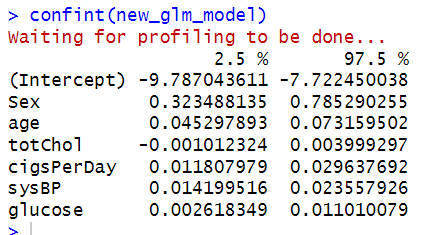 > confint(new_glm_model)
Waiting for profiling to be done...
2.5 % 97.5 %
(Intercept) -9.787043611 -7.722450038
Sex 0.323488135 0.785290255
age 0.045297893 0.073159502
totChol -0.001012324 0.003999297
cigsPerDay 0.011807979 0.029637692
sysBP 0.014199516 0.023557926
glucose 0.002618349 0.011010079
>